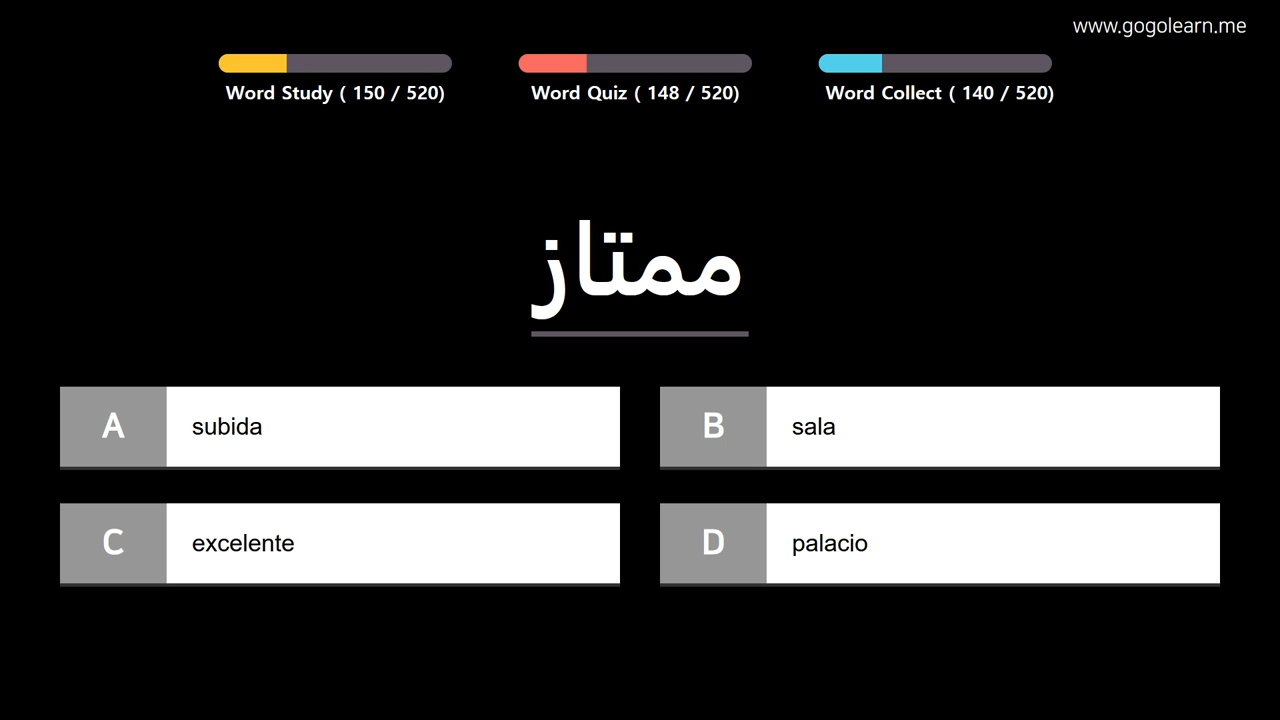 www.gogolearn.me
Word Study ( 150 / 520)
Word Quiz ( 148 / 520)
Word Collect ( 140 / 520)
ممتاز
A subida
B sala
C excelente
D palacio